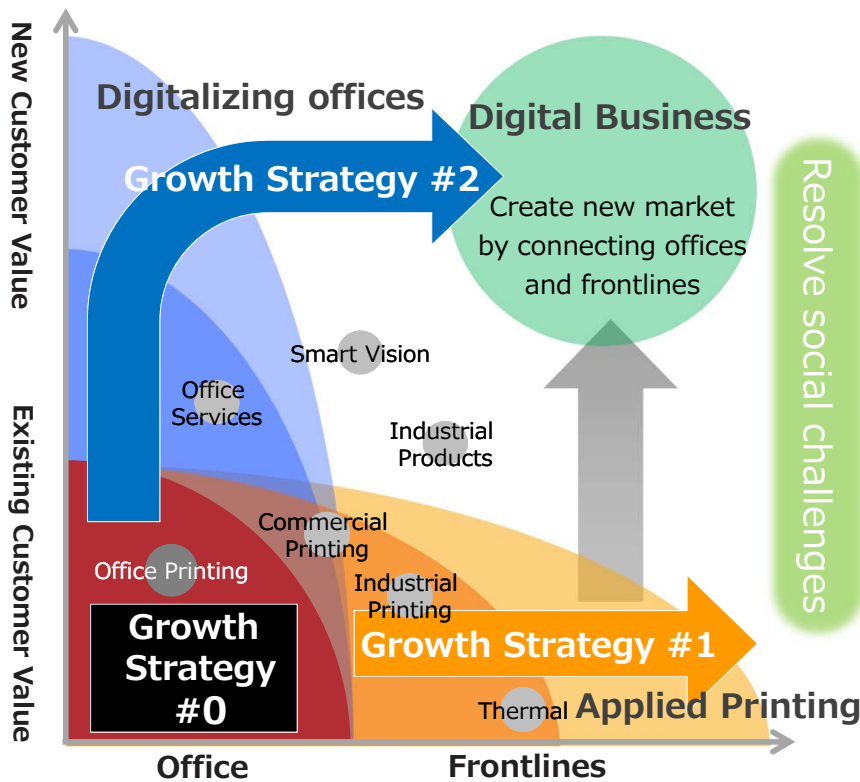 New Customer Value
Existing Customer Value
Digitalizing offices
Growth Strategy #2
Digital Business
Create new market
by connecting offices
and frontlines
Resolve social challenges
Smart Vision
Office
Services
Industrial
Products
Commercial
Printing
Office Printing
Industrial
Printing
Growth
Strategy
#0
Growth Strategy #1
Thermal
Applied Printing
Office
Frontlines